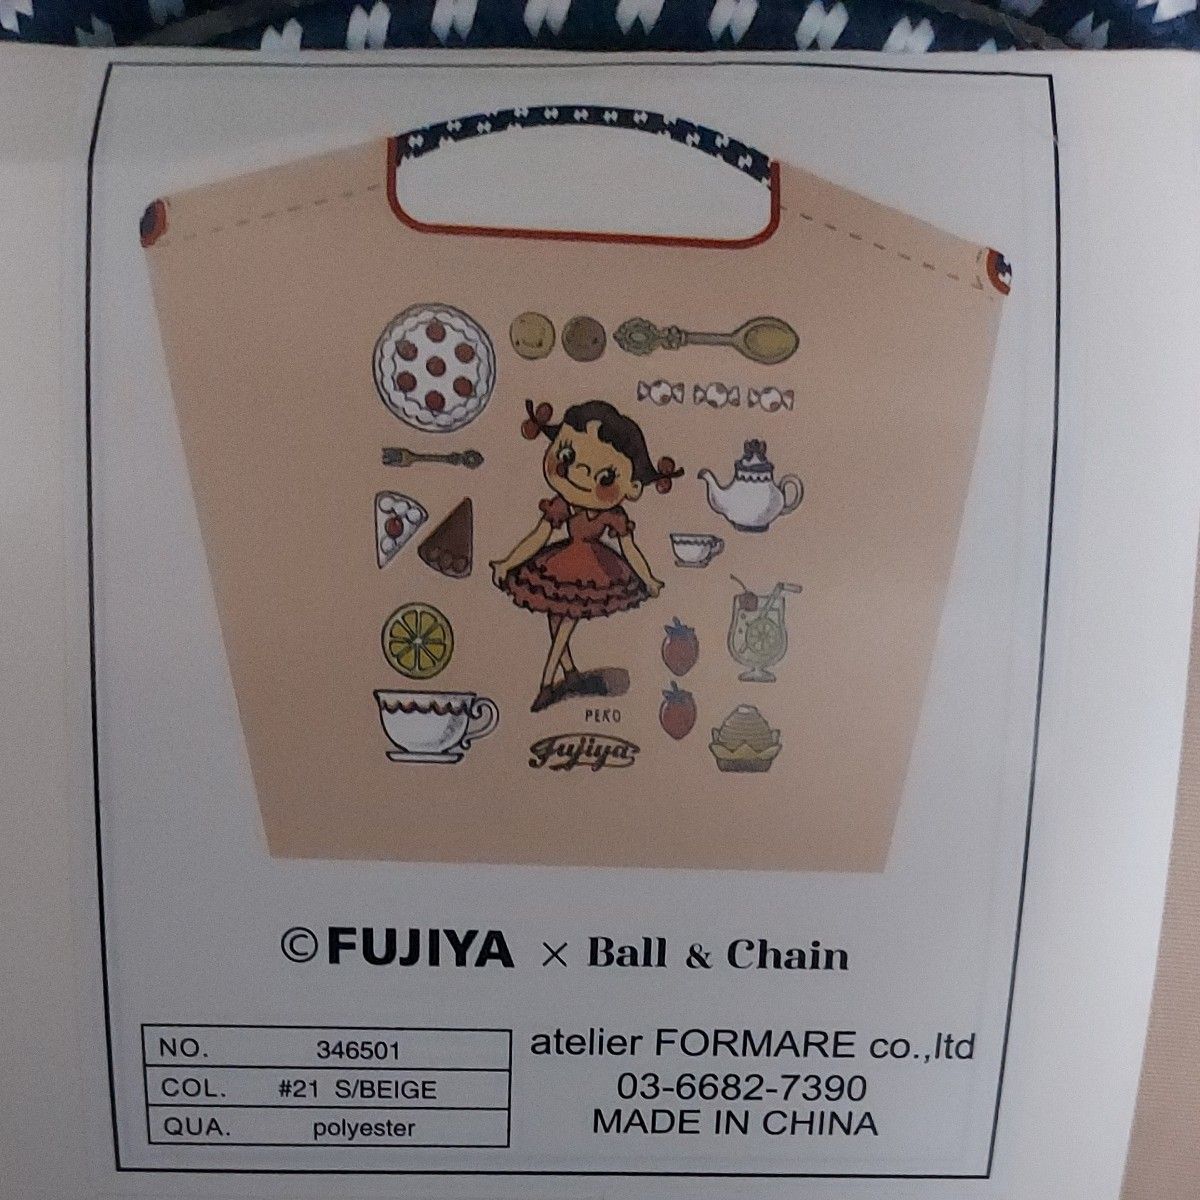 PEKO
Fujiya
©FUJIYA × Ball & Chain
NO. 346501
COL. #21 S/BEIGE
QUA. polyester
atelier FORMARE co.,ltd
03-6682-7390
MADE IN CHINA